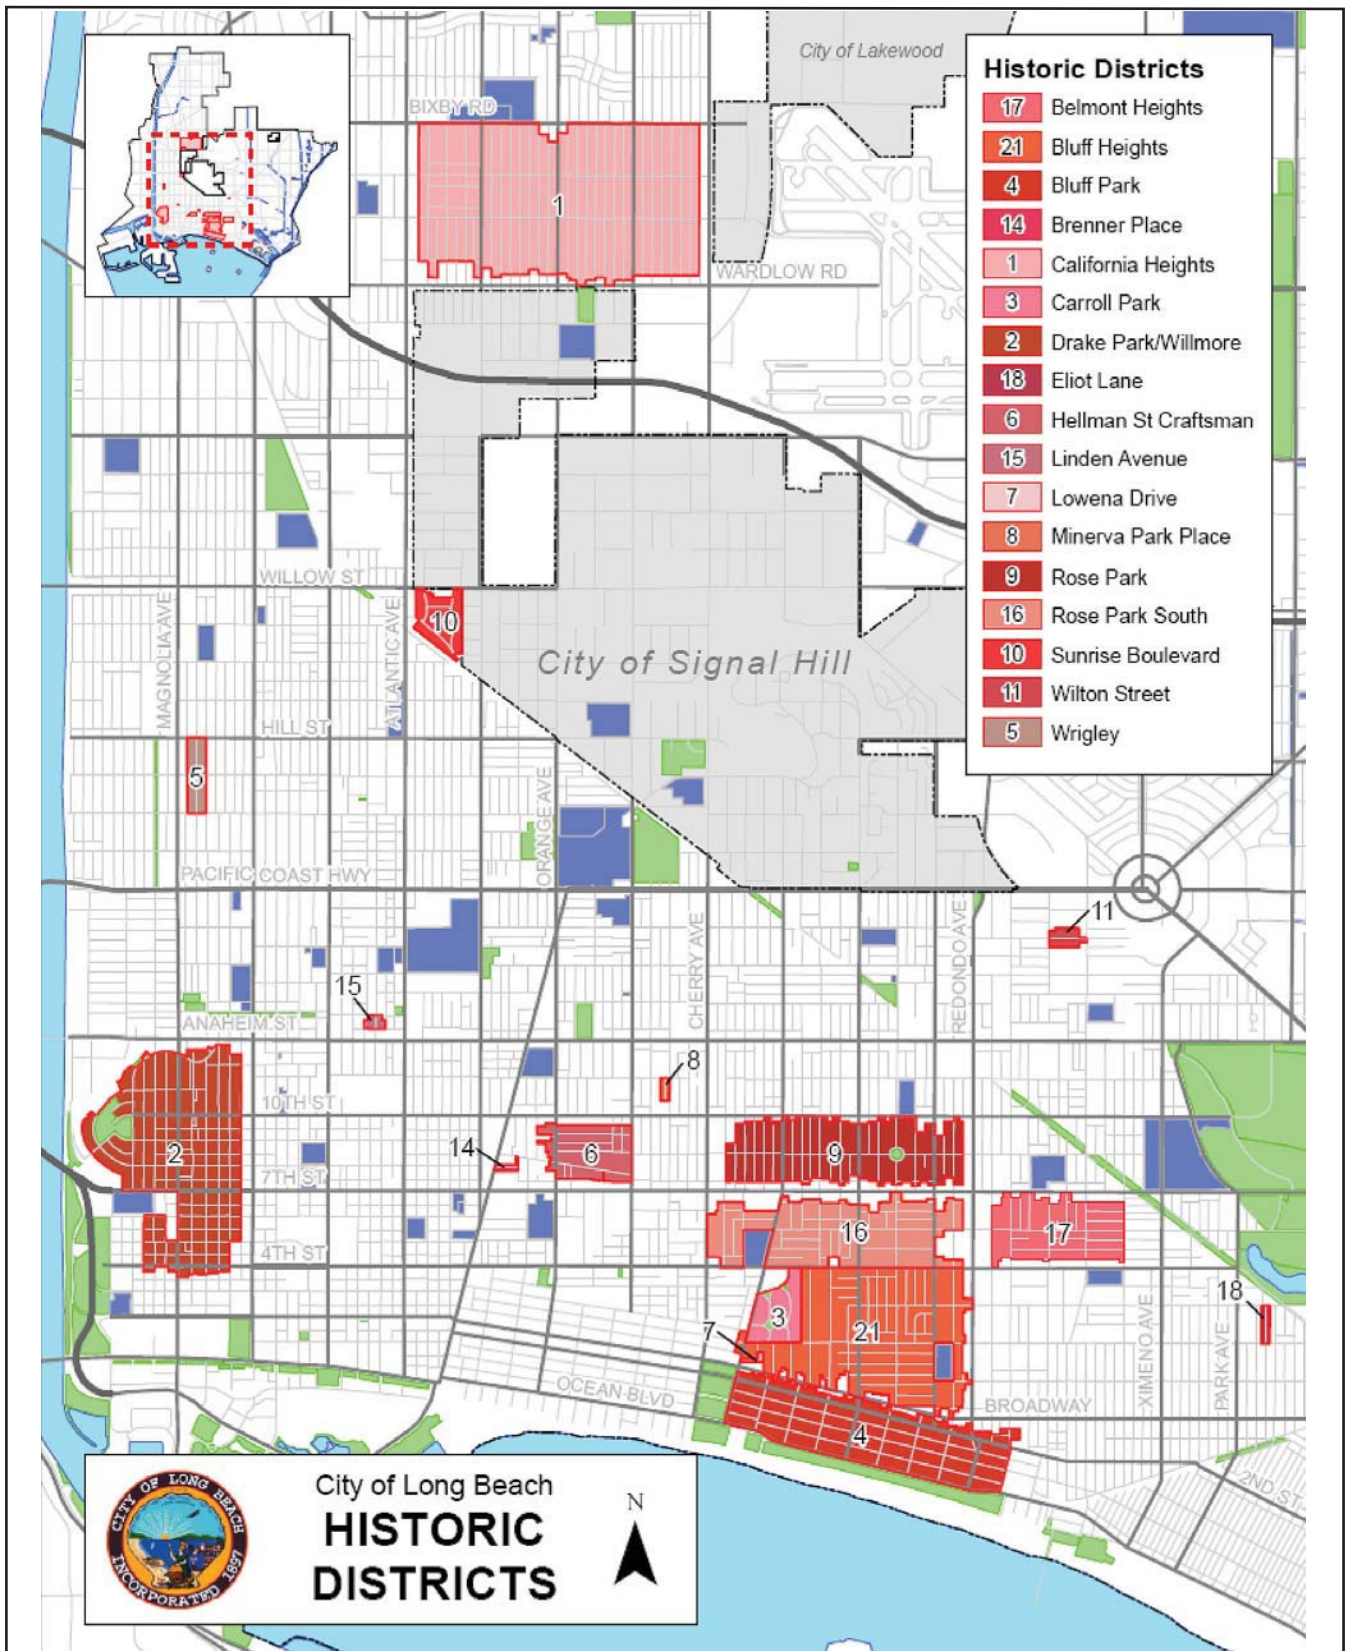 City of Lakewood
Historic Districts
17 Belmont Heights
21 Bluff Heights
4 Bluff Park
14 Brenner Place
1 California Heights
3 Carroll Park
2 Drake Park/Willmore
18 Eliot Lane
6 Hellman St Craftsman
15 Linden Avenue
7 Lowena Drive
8 Minerva Park Place
9 Rose Park
16 Rose Park South
10 Sunrise Boulevard
11 Wilton Street
5 Wrigley
BIXBY RD
1
WARDLOW RD
WILLOW ST
MAGNOLIA AVE
ATLANTIC AVE
10
City of Signal Hill
HILL ST
5
ORANGE AVE
PACIFIC COAST HWY
CHERRY AVE
REDONDO AVE
11
15
ANAHEIM ST
8
10TH ST
2
14
6
9
7TH ST
16
17
4TH ST
18
3
7
21
XIMENO AVE
PARK AVE
OCEAN BLVD
BROADWAY
4
2ND ST
CITY OF LONG BEACH
INCORPORATED 1897
City of Long Beach
HISTORIC
DISTRICTS
N